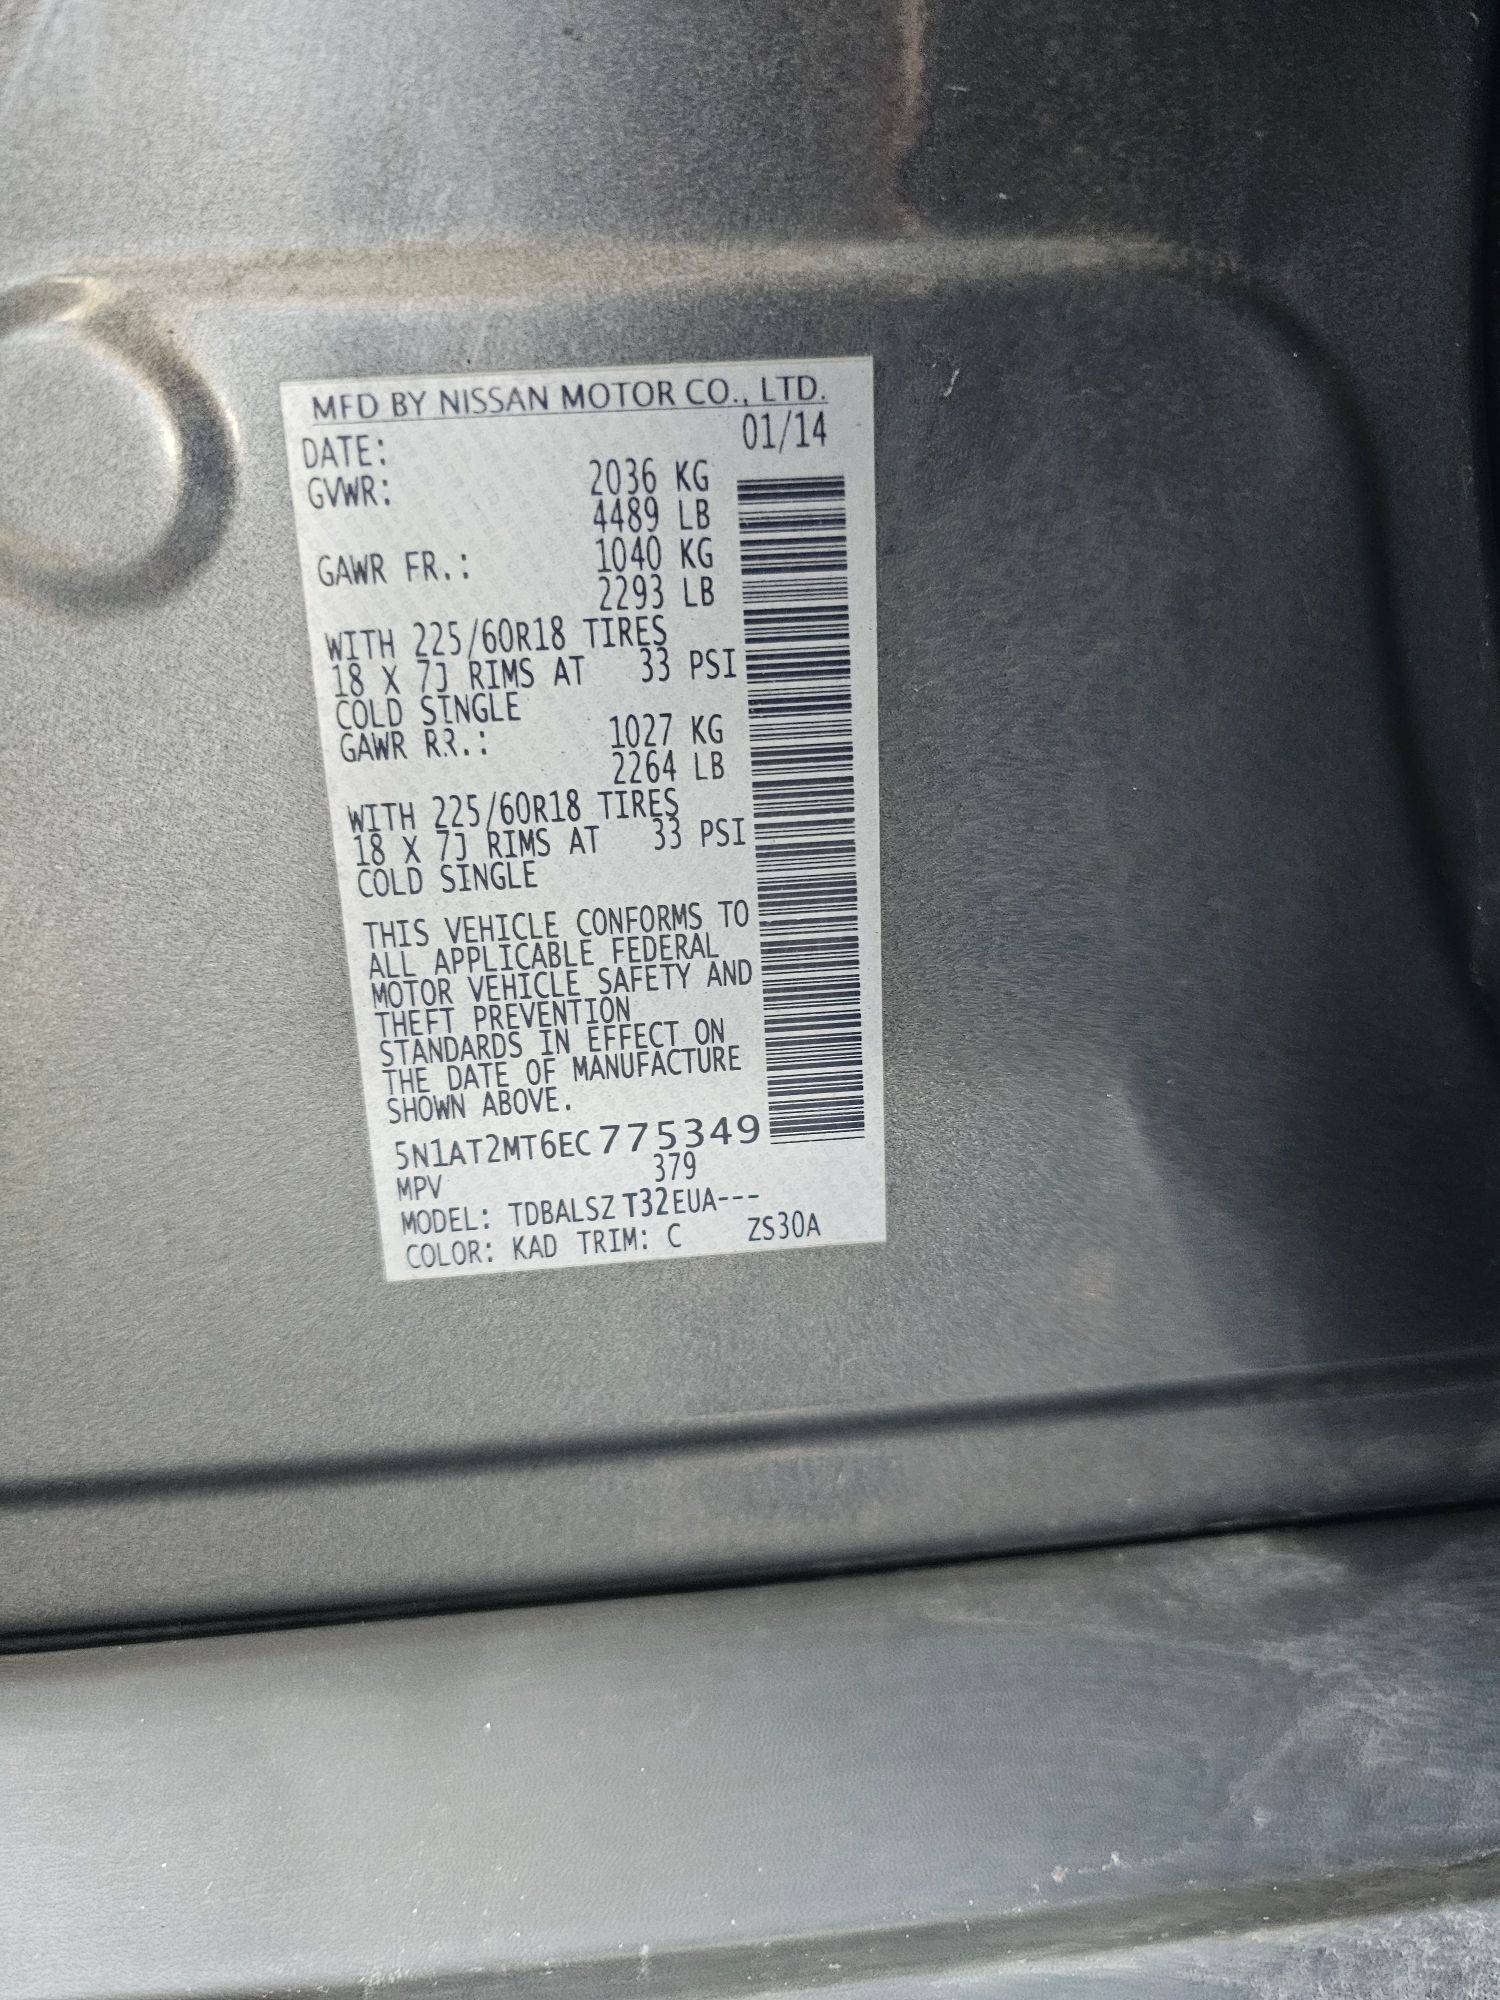 MFD BY NISSAN MOTOR CO., LTD.
DATE: 01/14
GVWR: 2036 KG
4489 LB
GAWR FR.: 1040 KG
2293 LB
WITH 225/60R18 TIRES
18 X 7J RIMS AT 33 PSI
COLD SINGLE
GAWR RR.: 1027 KG
2264 LB
WITH 225/60R18 TIRES
18 X 7J RIMS AT 33 PSI
COLD SINGLE
THIS VEHICLE CONFORMS TO
ALL APPLICABLE FEDERAL
MOTOR VEHICLE SAFETY AND
THEFT PREVENTION
STANDARDS IN EFFECT ON
THE DATE OF MANUFACTURE
SHOWN ABOVE.
5N1AT2MT6EC775349
MPV 379
MODEL: TDBALSZ T32EUA---
COLOR: KAD TRIM: C ZS30A